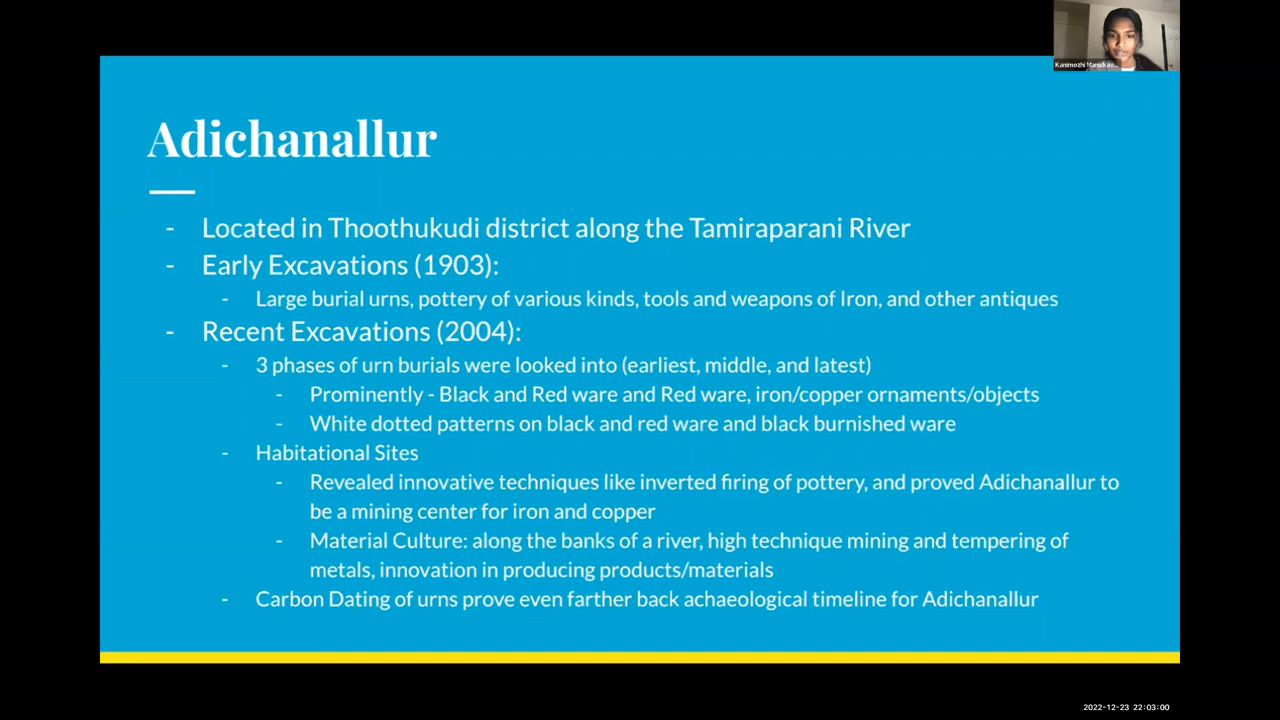 Kanimozhi Manickav...
Adichanallur
- Located in Thoothukudi district along the Tamiraparani River
- Early Excavations (1903):
- Large burial urns, pottery of various kinds, tools and weapons of Iron, and other antiques
- Recent Excavations (2004):
- 3 phases of urn burials were looked into (earliest, middle, and latest)
- Prominently - Black and Red ware and Red ware, iron/copper ornaments/objects
- White dotted patterns on black and red ware and black burnished ware
- Habitational Sites
- Revealed innovative techniques like inverted firing of pottery, and proved Adichanallur to
be a mining center for iron and copper
- Material Culture: along the banks of a river, high technique mining and tempering of
metals, innovation in producing products/materials
- Carbon Dating of urns prove even farther back achaeological timeline for Adichanallur
2022-12-23 22:03:00